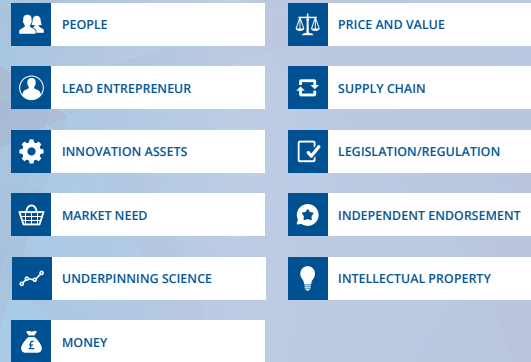 PEOPLE
LEAD ENTREPRENEUR
INNOVATION ASSETS
MARKET NEED
UNDERPINNING SCIENCE
£
MONEY
PRICE AND VALUE
SUPPLY CHAIN
LEGISLATION/REGULATION
INDEPENDENT ENDORSEMENT
INTELLECTUAL PROPERTY